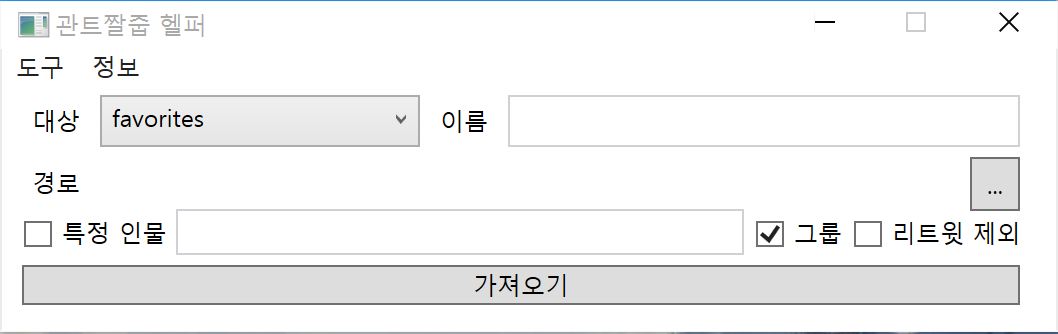 관트짤줍 헬퍼
도구 정보
대상 favorites 이름
경로 ...
특정 인물 그룹 리트윗 제외
가져오기